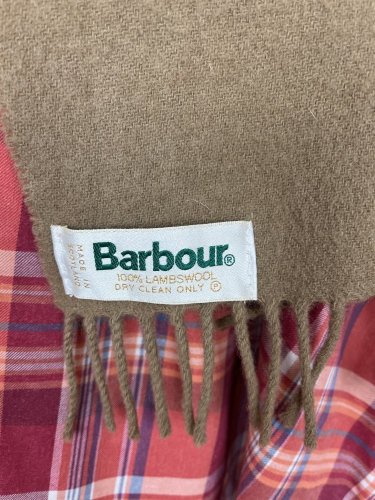 MADE IN
SCOTLAND
Barbour®
100% LAMBSWOOL
DRY CLEAN ONLY Ⓟ